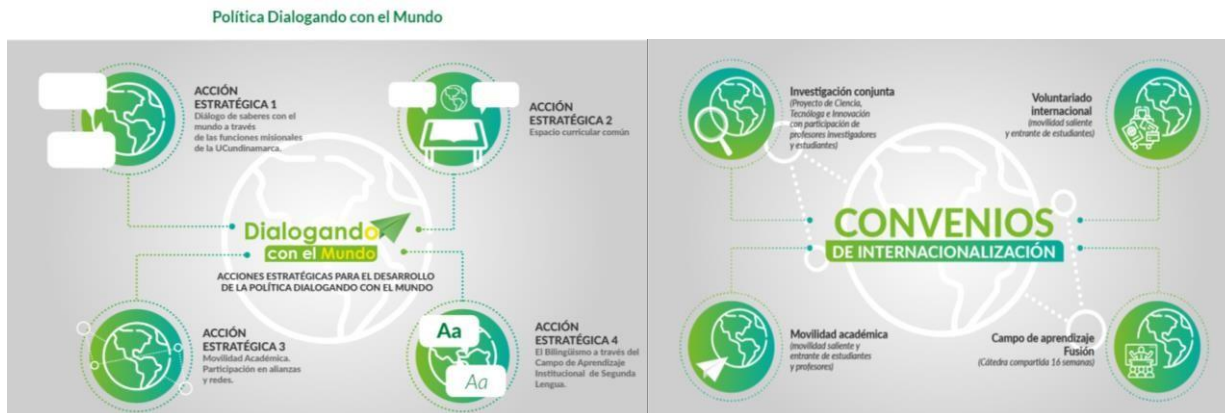 Política Dialogando con el Mundo
ACCIÓN
ESTRATÉGICA 1
Diálogo de saberes con el
mundo a través
de las funciones misionales
de la UCundinamarca.
ACCIÓN
ESTRATÉGICA 2
Espacio curricular común
Dialogando
con el Mundo
ACCIONES ESTRATÉGICAS PARA EL DESARROLLO
DE LA POLÍTICA DIALOGANDO CON EL MUNDO
ACCIÓN
ESTRATÉGICA 3
Movilidad Académica.
Participación en alianzas
y redes.
Aa
Aa
ACCIÓN
ESTRATÉGICA 4
El Bilingüismo a través del
Campo de Aprendizaje
Institucional de Segunda
Lengua.
Investigación conjunta
(Proyecto de Ciencia,
Tecnóloga e Innovación
con participación de
profesores investigadores
y estudiantes)
Voluntariado
internacional
(movilidad saliente
y entrante de estudiantes)
CONVENIOS
DE INTERNACIONALIZACIÓN
Movilidad académica
(movilidad saliente y
entrante de estudiantes
y profesores)
Campo de aprendizaje
Fusión
(Cátedra compartida 16 semanas)